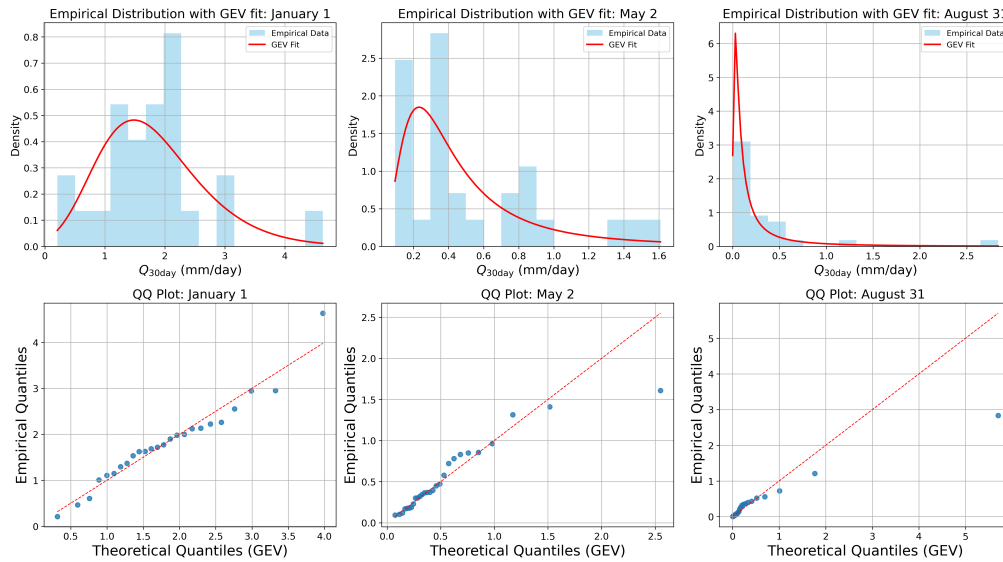 Empirical Distribution with GEV fit: January 1
Empirical Data
GEV Fit
Density
0.8
0.7
0.6
0.5
0.4
0.3
0.2
0.1
0.0
0 1 2 3 4
Q30day (mm/day)
Empirical Distribution with GEV fit: May 2
Empirical Data
GEV Fit
Density
2.5
2.0
1.5
1.0
0.5
0.0
0.2 0.4 0.6 0.8 1.0 1.2 1.4 1.6
Q30day (mm/day)
Empirical Distribution with GEV fit: August 31
Empirical Data
GEV Fit
Density
6
5
4
3
2
1
0
0.0 0.5 1.0 1.5 2.0 2.5
Q30day (mm/day)
QQ Plot: January 1
Empirical Quantiles
4
3
2
1
0
0.5 1.0 1.5 2.0 2.5 3.0 3.5 4.0
Theoretical Quantiles (GEV)
QQ Plot: May 2
Empirical Quantiles
2.5
2.0
1.5
1.0
0.5
0.0
0.0 0.5 1.0 1.5 2.0 2.5
Theoretical Quantiles (GEV)
QQ Plot: August 31
Empirical Quantiles
5
4
3
2
1
0
0 1 2 3 4 5
Theoretical Quantiles (GEV)